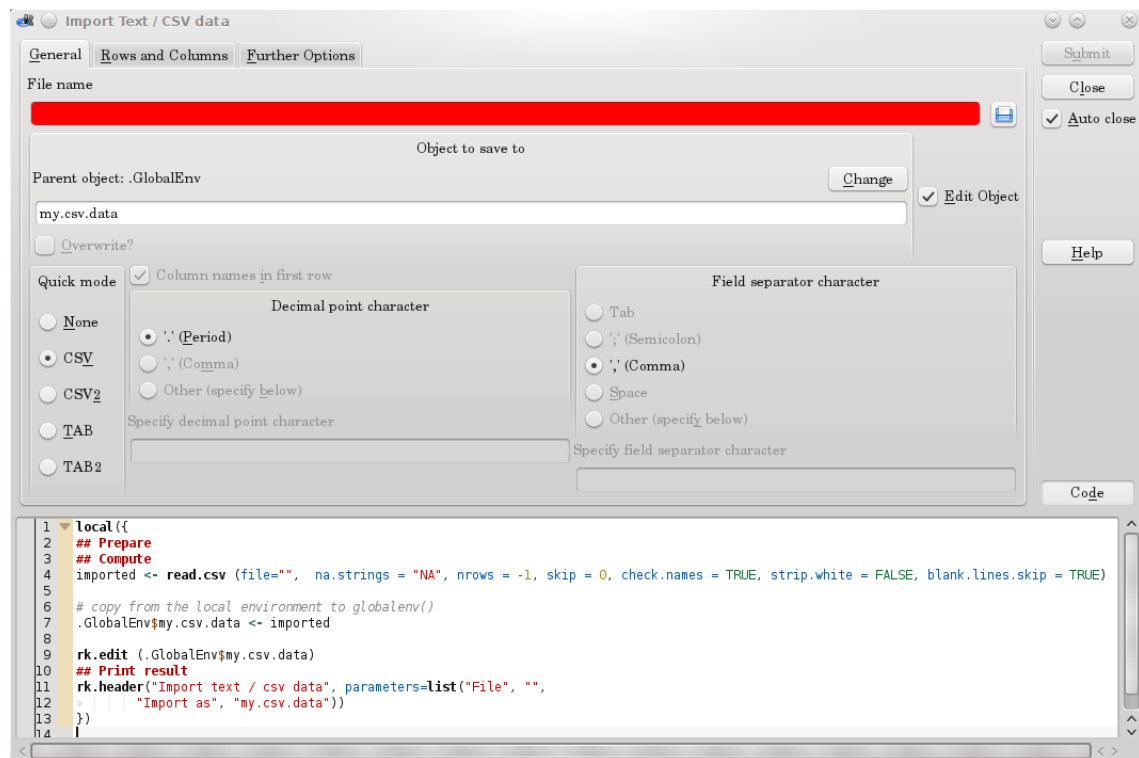 Import Text / CSV data
General Rows and Columns Further Options
Submit
File name
Close
Auto close
Object to save to
Parent object: .GlobalEnv
Change
my.csv.data
Edit Object
Overwrite?
Help
Quick mode
Column names in first row
Field separator character
Decimal point character
None
'.' (Period)
Tab
CSV
',' (Comma)
';' (Semicolon)
',' (Comma)
CSV2
Other (specify below)
Space
TAB
Specify decimal point character
Other (specify below)
Specify field separator character
TAB2
Code
1 local({
2 ## Prepare
3 ## Compute
4 imported <- read.csv (file="",  na.strings = "NA", nrows = -1, skip = 0, check.names = TRUE, strip.white = FALSE, blank.lines.skip = TRUE)
5
6 # copy from the local environment to globalenv()
7 .GlobalEnv$my.csv.data <- imported
8
9 rk.edit (.GlobalEnv$my.csv.data)
10 ## Print result
11 rk.header("Import text / csv data", parameters=list("File", "",
12 "Import as", "my.csv.data"))
13 })
14